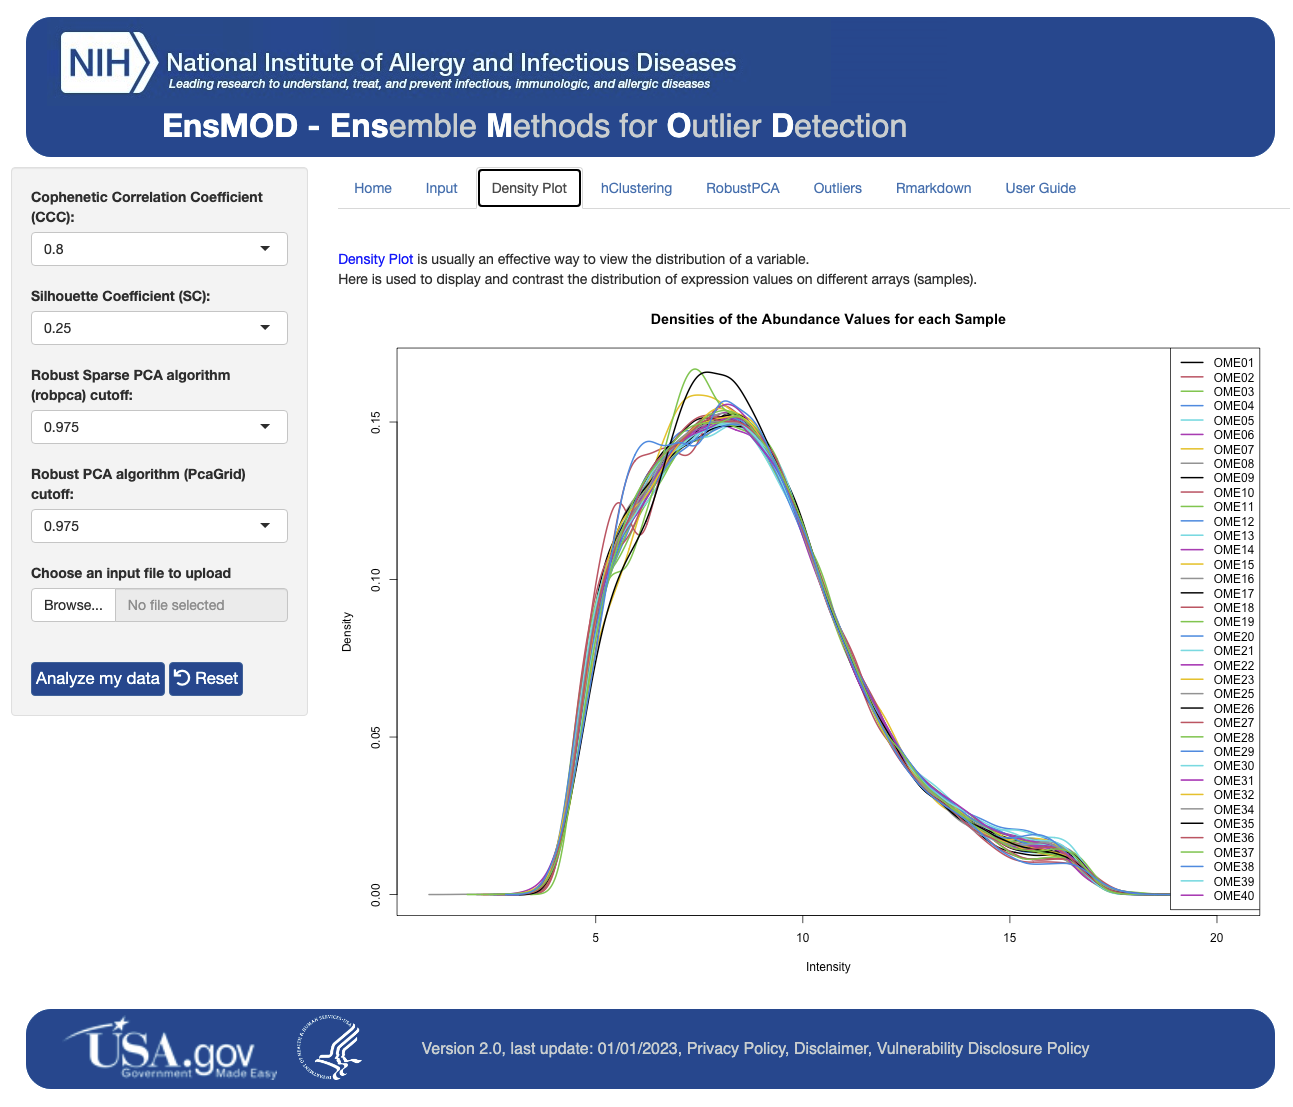 NIH
National Institute of Allergy and Infectious Diseases
Leading research to understand, treat, and prevent infectious, immunologic, and allergic diseases
EnsMOD - Ensemble Methods for Outlier Detection
Cophenetic Correlation Coefficient
(CCC):
0.8
Silhouette Coefficient (SC):
0.25
Robust Sparse PCA algorithm
(robpca) cutoff:
0.975
Robust PCA algorithm (PcaGrid)
cutoff:
0.975
Choose an input file to upload
Browse... No file selected
Analyze my data Reset
Home Input Density Plot hClustering RobustPCA Outliers Rmarkdown User Guide
Density Plot is usually an effective way to view the distribution of a variable.
Here is used to display and contrast the distribution of expression values on different arrays (samples).
Densities of the Abundance Values for each Sample
Density
0.15
0.10
0.05
0.00
5 10 15 20
Intensity
OME01
OME02
OME03
OME04
OME05
OME06
OME07
OME08
OME09
OME10
OME11
OME12
OME13
OME14
OME15
OME16
OME17
OME18
OME19
OME20
OME21
OME22
OME23
OME25
OME26
OME27
OME28
OME29
OME30
OME31
OME32
OME34
OME35
OME36
OME37
OME38
OME39
OME40
USA.gov
Government Made Easy
DEPARTMENT OF HEALTH & HUMAN SERVICES • USA
Version 2.0, last update: 01/01/2023, Privacy Policy, Disclaimer, Vulnerability Disclosure Policy